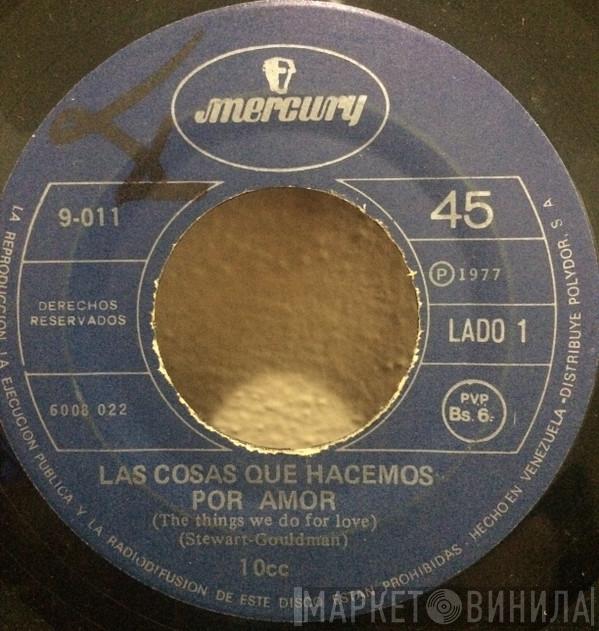 mercury
9-011
45
℗ 1977
DERECHOS
RESERVADOS
LADO 1
6008 022
PVP
Bs. 6.-
LAS COSAS QUE HACEMOS
POR AMOR
(The things we do for love)
(Stewart-Gouldman)
10cc
LA REPRODUCCION, LA EJECUCION PUBLICA Y LA RADIODIFUSION DE ESTE DISCO ESTAN PROHIBIDAS. HECHO EN VENEZUELA-DISTRIBUYE POLYDOR, S A
МАРКЕТ ВИНИЛА